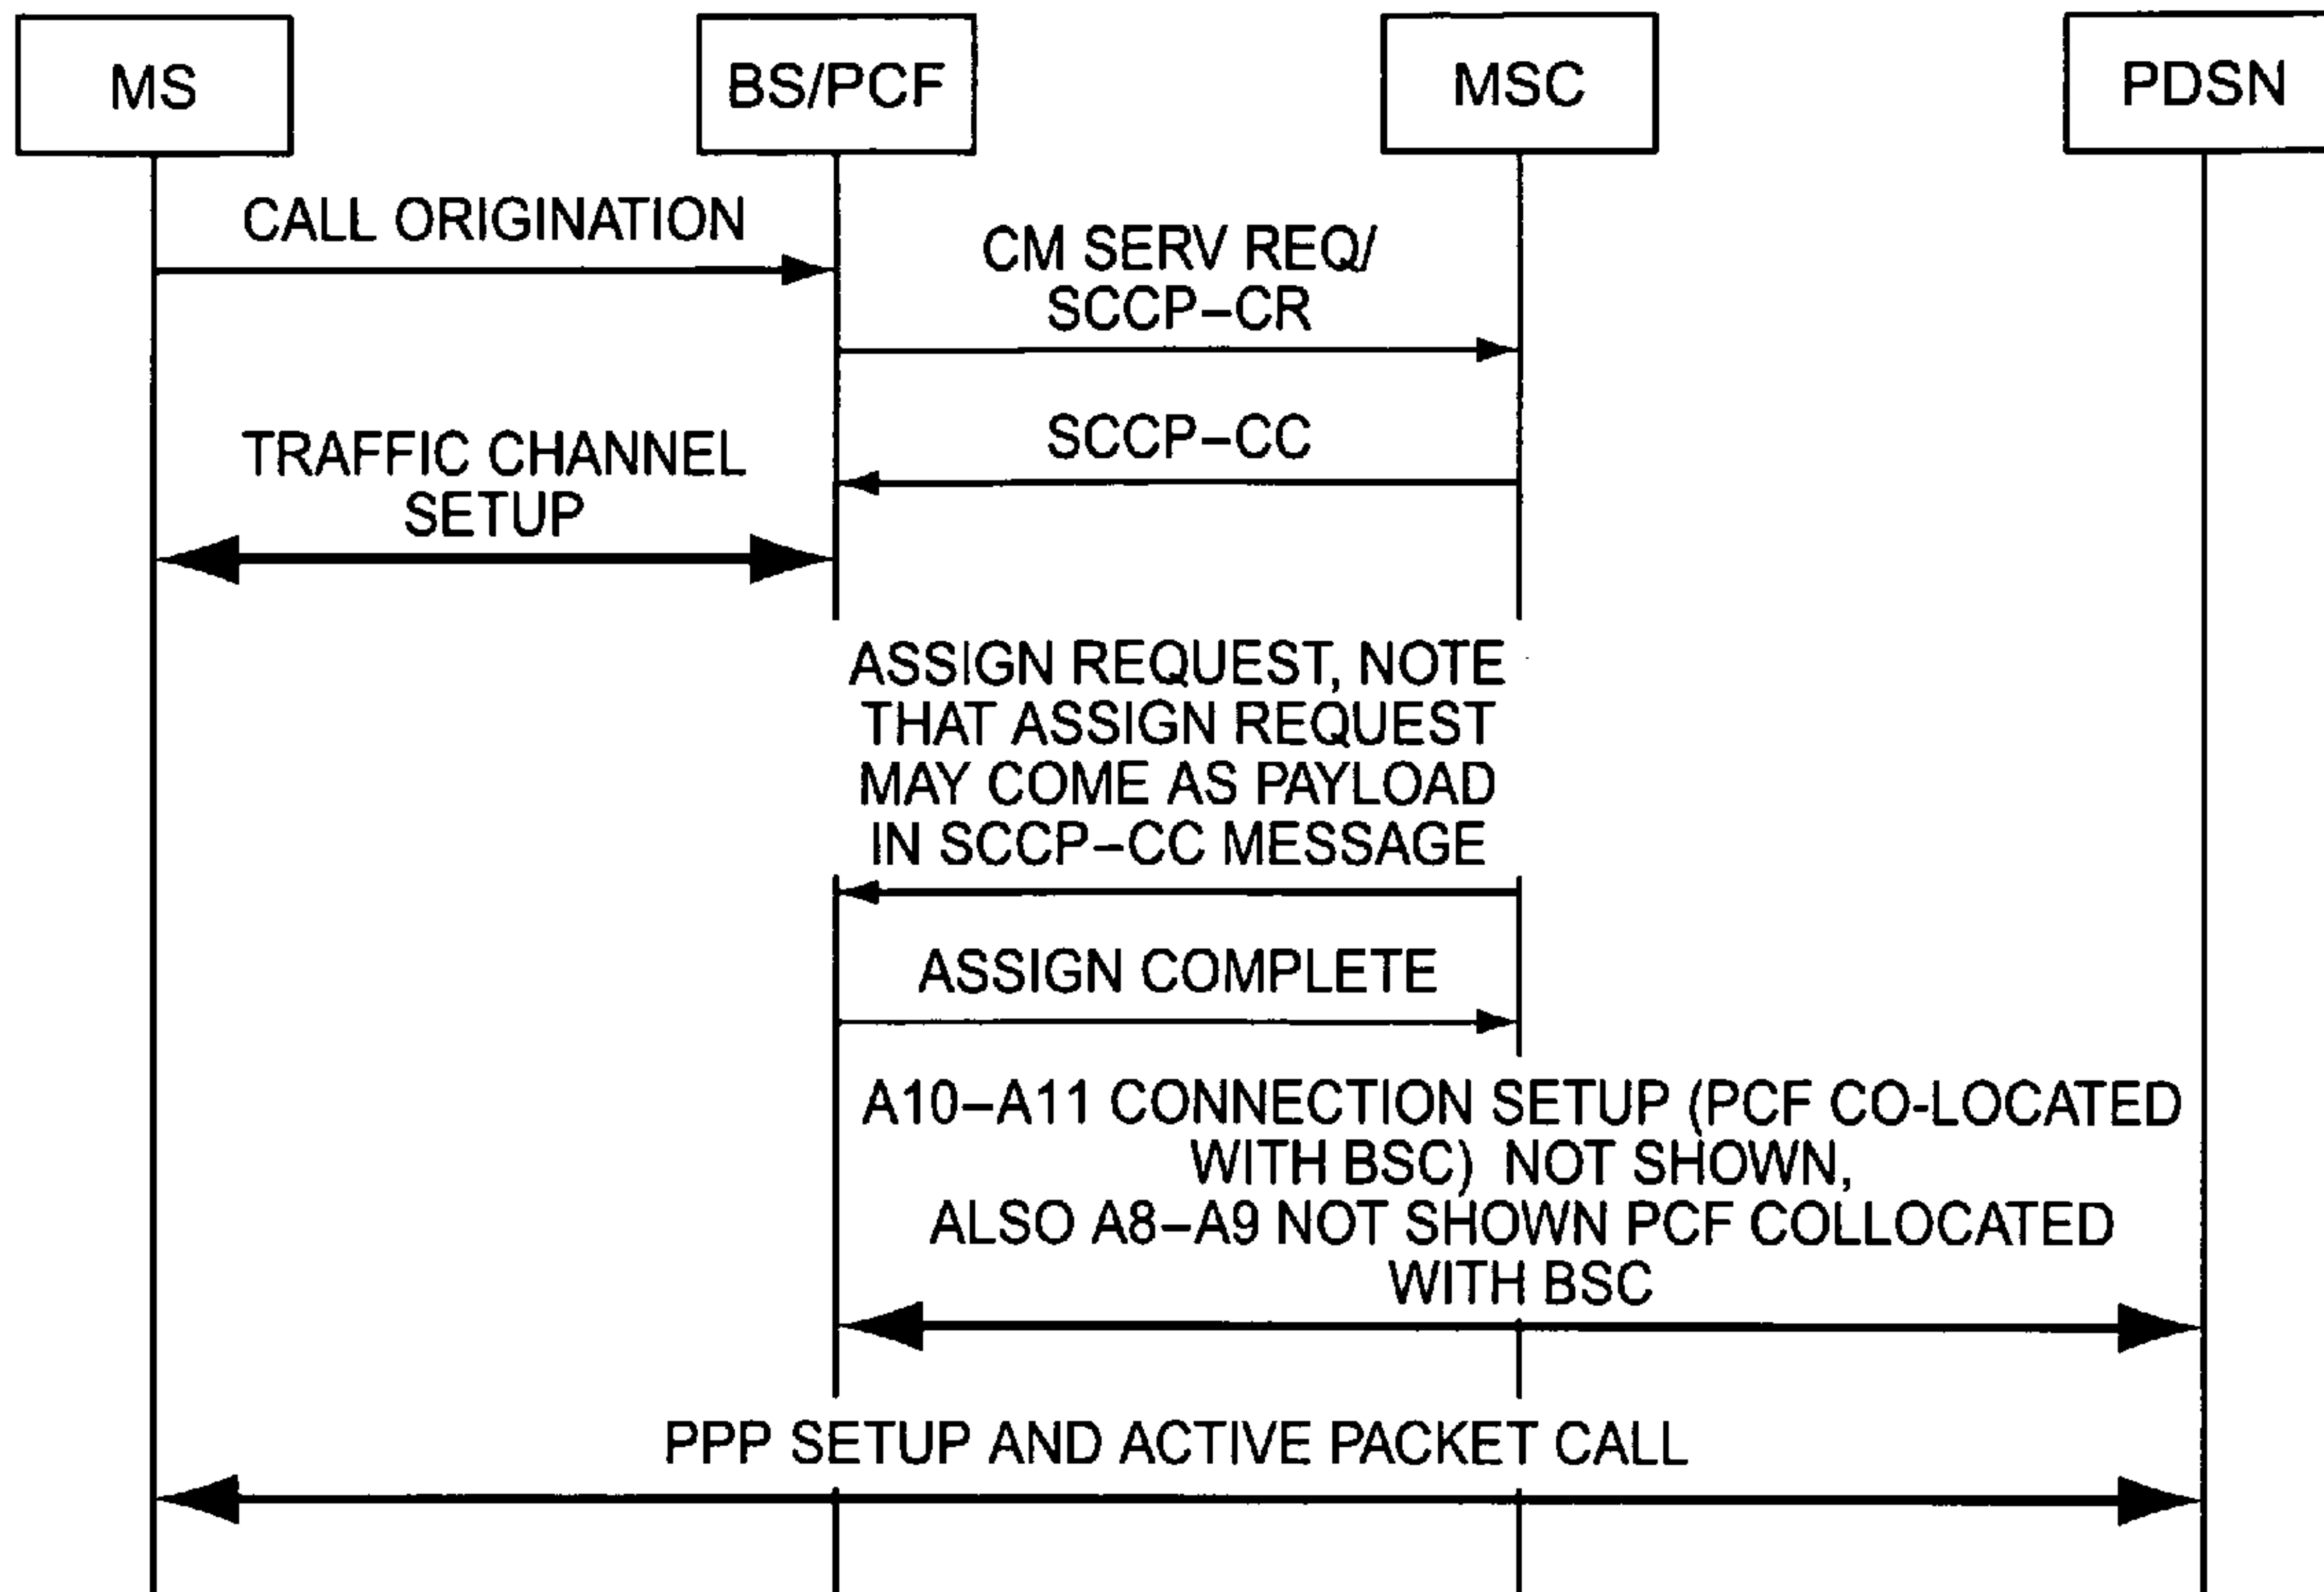 MS
BS/PCF
MSC
PDSN
CALL ORIGINATION
CM SERV REQ/
SCCP–CR
SCCP–CC
TRAFFIC CHANNEL
SETUP
ASSIGN REQUEST, NOTE
THAT ASSIGN REQUEST
MAY COME AS PAYLOAD
IN SCCP–CC MESSAGE
ASSIGN COMPLETE
A10–A11 CONNECTION SETUP (PCF CO-LOCATED
WITH BSC) NOT SHOWN,
ALSO A8–A9 NOT SHOWN PCF COLLOCATED
WITH BSC
PPP SETUP AND ACTIVE PACKET CALL